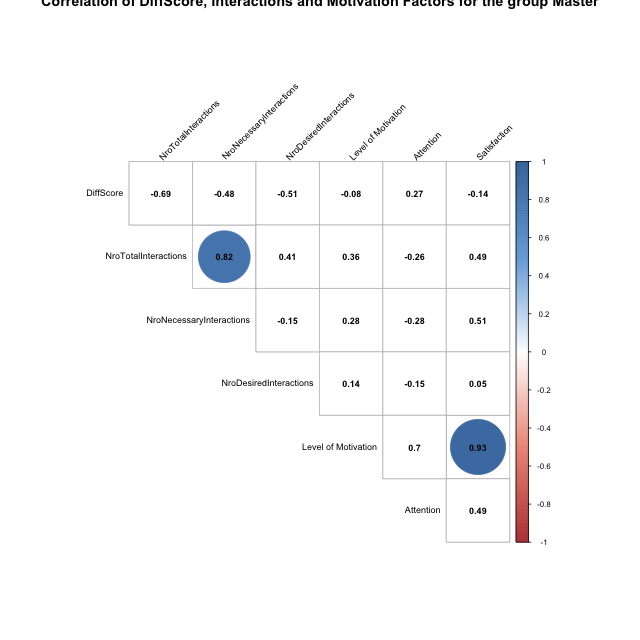 Correlation of DiffScore, Interactions and Motivation Factors for the group Master
NroTotalInteractions
NroNecessaryInteractions
NroDesiredInteractions
Level of Motivation
Attention
Satisfaction
DiffScore -0.69 -0.48 -0.51 -0.08 0.27 -0.14
NroTotalInteractions 0.82 0.41 0.36 -0.26 0.49
NroNecessaryInteractions -0.15 0.28 -0.28 0.51
NroDesiredInteractions 0.14 -0.15 0.05
Level of Motivation 0.7 0.93
Attention 0.49
1
0.8
0.6
0.4
0.2
0
-0.2
-0.4
-0.6
-0.8
-1